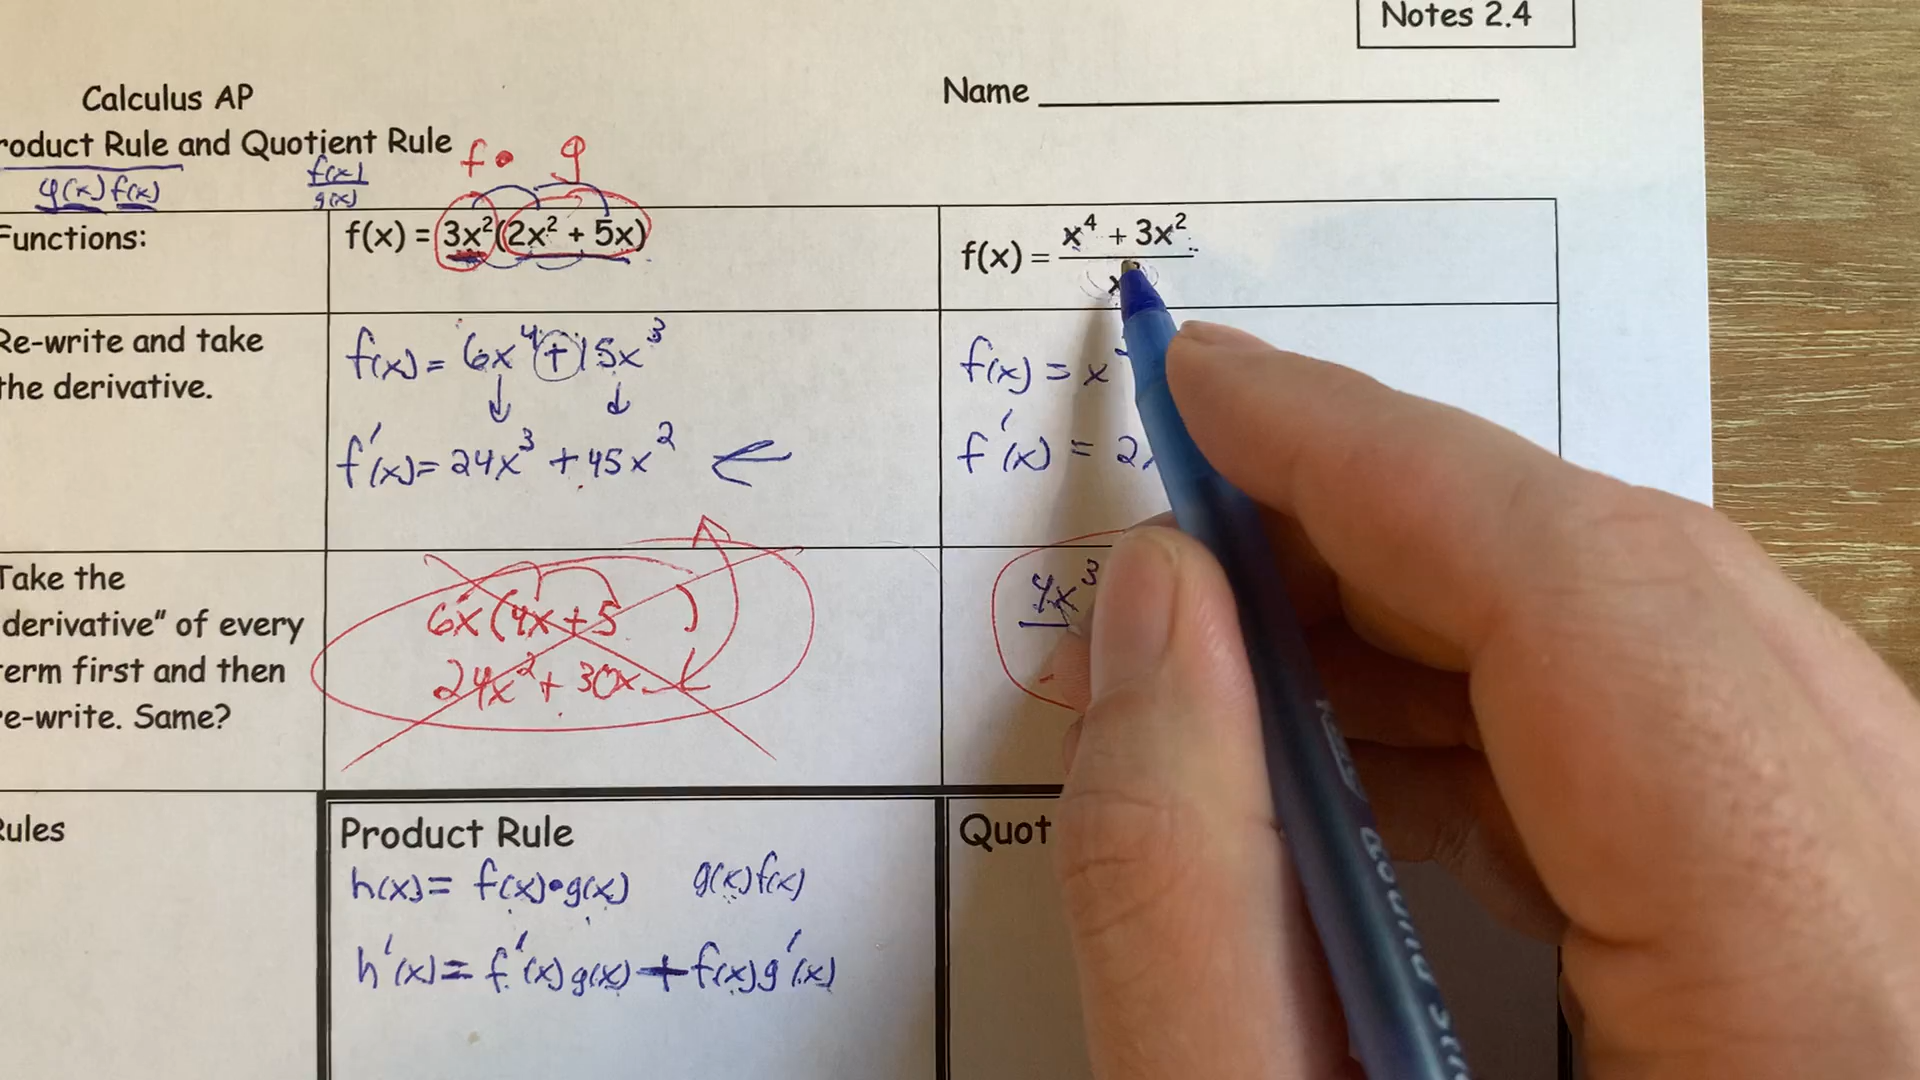 Notes 2.4
Calculus AP
Name
roduct Rule and Quotient Rule
f • g
g(x) f(x)
f(x)
g(x)
Functions:
f(x) = 3x²(2x² + 5x)
f(x) = x⁴ + 3x²
x
Re-write and take
the derivative.
f(x) = 6x⁴ + 15x³
f'(x) = 24x³ + 45x²
f(x) = x
f'(x) = 2
Take the
derivative" of every
erm first and then
e-write. Same?
6x(4x+5 )
24x² + 30x
4x³
Rules
Product Rule
h(x) = f(x)•g(x) g(x)f(x)
h'(x) = f'(x)g(x) + f(x)g'(x)
Quot